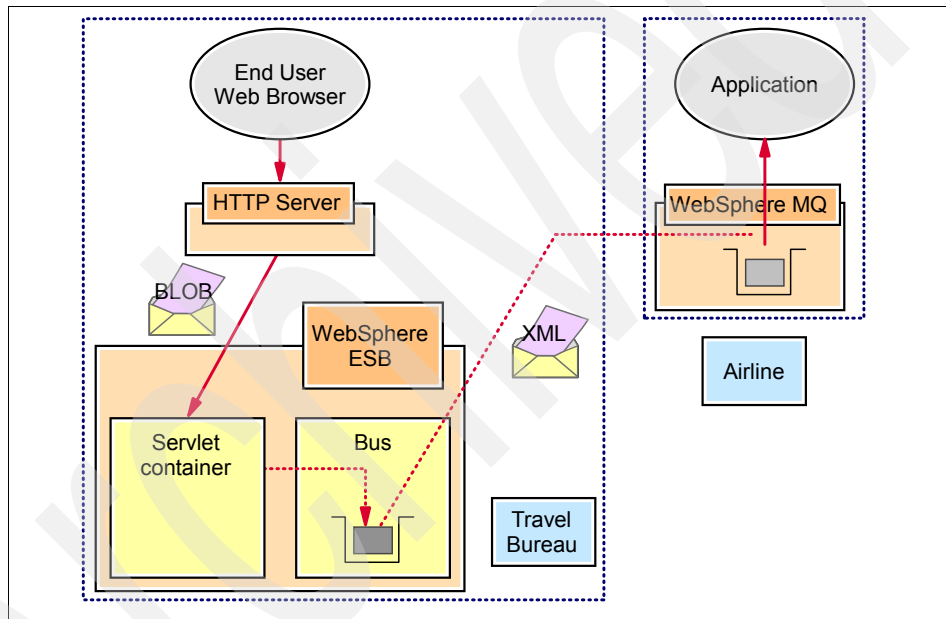 End User
Web Browser
Application
HTTP Server
WebSphere MQ
BLOB
WebSphere
ESB
XML
Airline
Servlet
container
Bus
Travel
Bureau